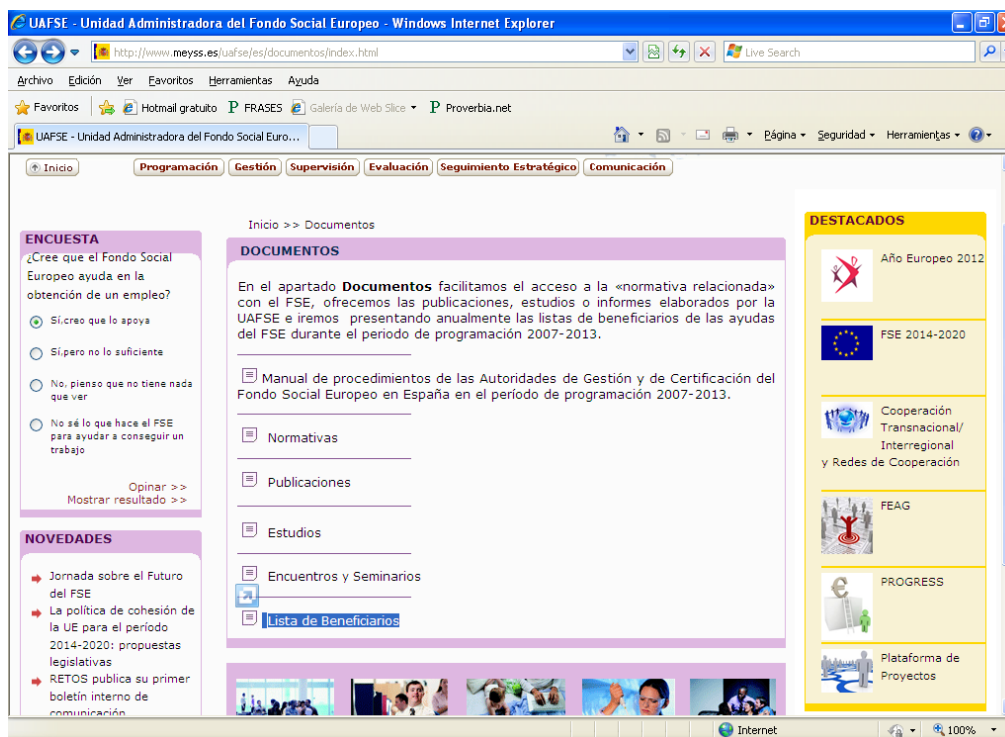 UAFSE - Unidad Administradora del Fondo Social Europeo - Windows Internet Explorer
http://www.meyss.es/uafse/es/documentos/index.html
Live Search
Archivo Edición Ver Favoritos Herramientas Ayuda
Favoritos Hotmail gratuito P FRASES Galería de Web Slice P Proverbia.net
UAFSE - Unidad Administradora del Fondo Social Euro...
Página Seguridad Herramientas
Inicio Programación Gestión Supervisión Evaluación Seguimiento Estratégico Comunicación
ENCUESTA
¿Cree que el Fondo Social
Europeo ayuda en la
obtención de un empleo?
Sí,creo que lo apoya
Sí,pero no lo suficiente
No, pienso que no tiene nada
que ver
No sé lo que hace el FSE
para ayudar a conseguir un
trabajo
Opinar >>
Mostrar resultado >>
NOVEDADES
Jornada sobre el Futuro
del FSE
La política de cohesión de
la UE para el período
2014-2020: propuestas
legislativas
RETOS publica su primer
boletín interno de
comunicación
Inicio >> Documentos
DOCUMENTOS
En el apartado Documentos facilitamos el acceso a la «normativa relacionada»
con el FSE, ofrecemos las publicaciones, estudios o informes elaborados por la
UAFSE e iremos presentando anualmente las listas de beneficiarios de las ayudas
del FSE durante el periodo de programación 2007-2013.
Manual de procedimientos de las Autoridades de Gestión y de Certificación del
Fondo Social Europeo en España en el período de programación 2007-2013.
Normativas
Publicaciones
Estudios
Encuentros y Seminarios
Lista de Beneficiarios
DESTACADOS
Año Europeo 2012
FSE 2014-2020
Cooperación
Transnacional/
Interregional
y Redes de Cooperación
FEAG
PROGRESS
Plataforma de
Proyectos
Internet
100%